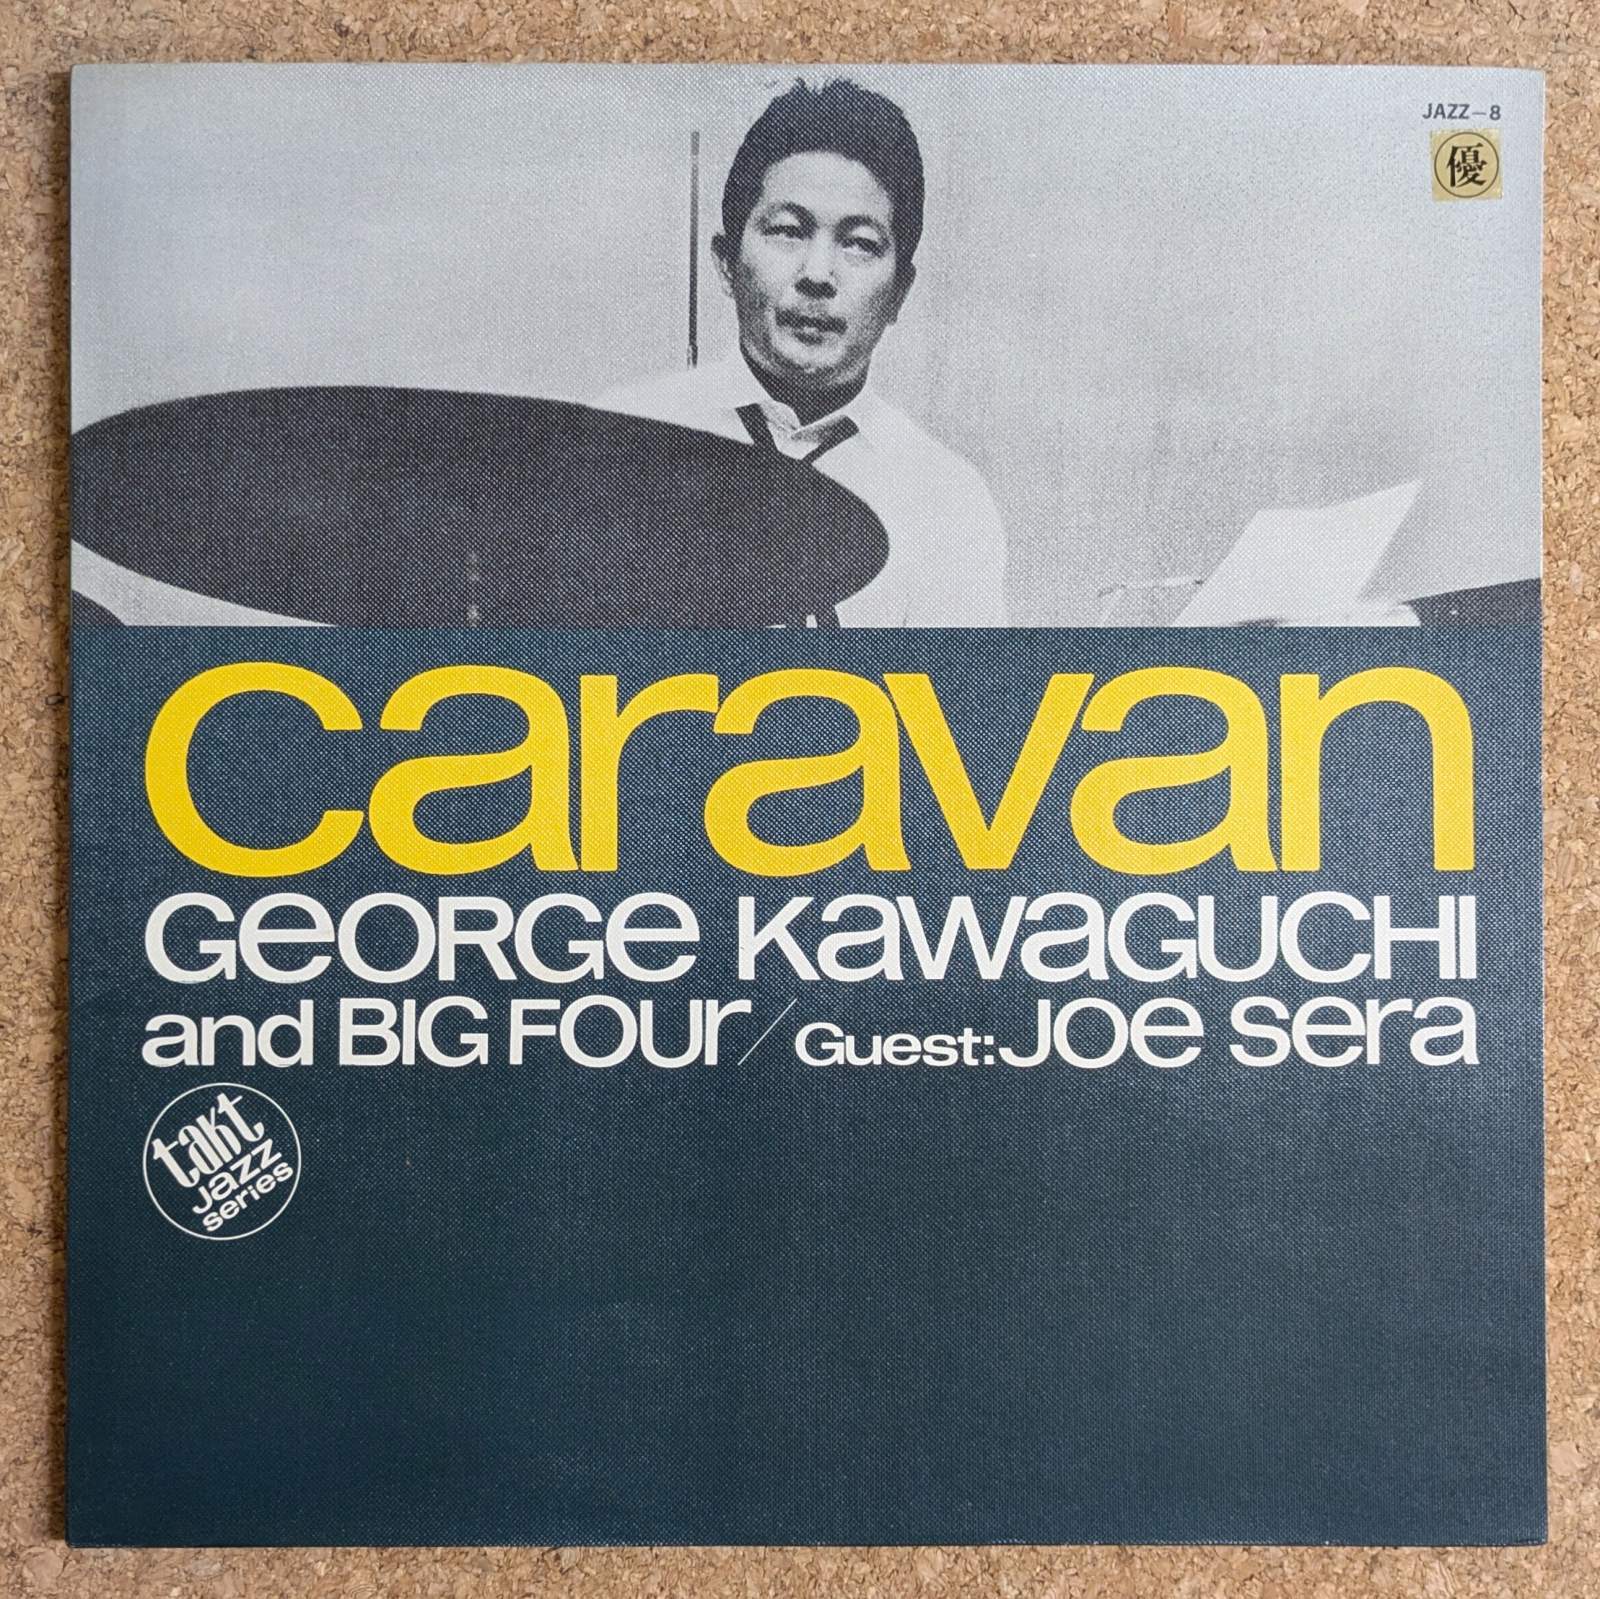 JAZZ-8
優
caravan
GeORGe KawaGUCHI
and BIG FOUr / Guest: JOe sera
takt
Jazz
series